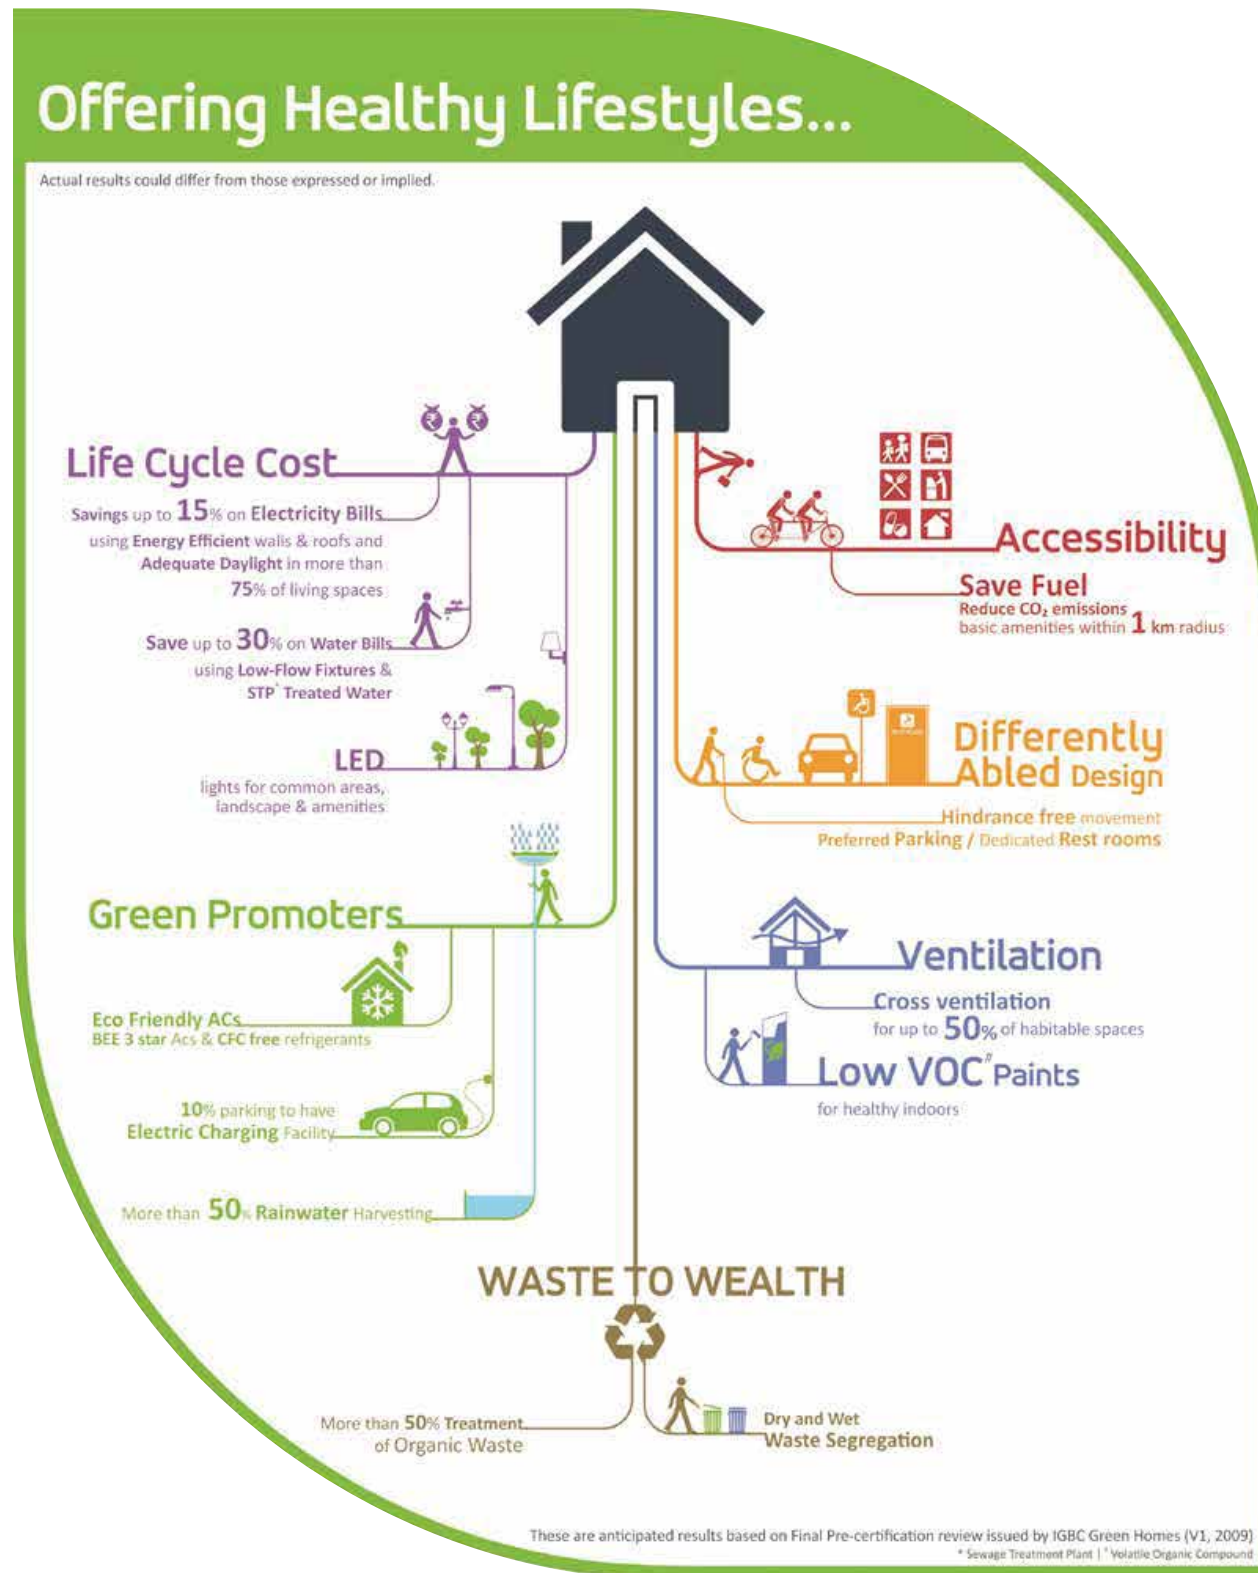 Offering Healthy Lifestyles...
Actual results could differ from those expressed or implied.
Life Cycle Cost
Savings up to 15% on Electricity Bills
using Energy Efficient walls & roofs and
Adequate Daylight in more than
75% of living spaces
Save up to 30% on Water Bills
using Low-Flow Fixtures &
STP* Treated Water
LED
lights for common areas,
landscape & amenities
Green Promoters
Eco Friendly ACs
BEE 3 star Acs & CFC free refrigerants
10% parking to have
Electric Charging Facility
More than 50% Rainwater Harvesting
Accessibility
Save Fuel
Reduce CO₂ emissions
basic amenities within 1 km radius
Differently
Abled Design
Hindrance free movement
Preferred Parking / Dedicated Rest rooms
Ventilation
Cross ventilation
for up to 50% of habitable spaces
Low VOC# Paints
for healthy indoors
WASTE TO WEALTH
More than 50% Treatment
of Organic Waste
Dry and Wet
Waste Segregation
These are anticipated results based on Final Pre-certification review issued by IGBC Green Homes (V1, 2009)
* Sewage Treatment Plant | # Volatile Organic Compound